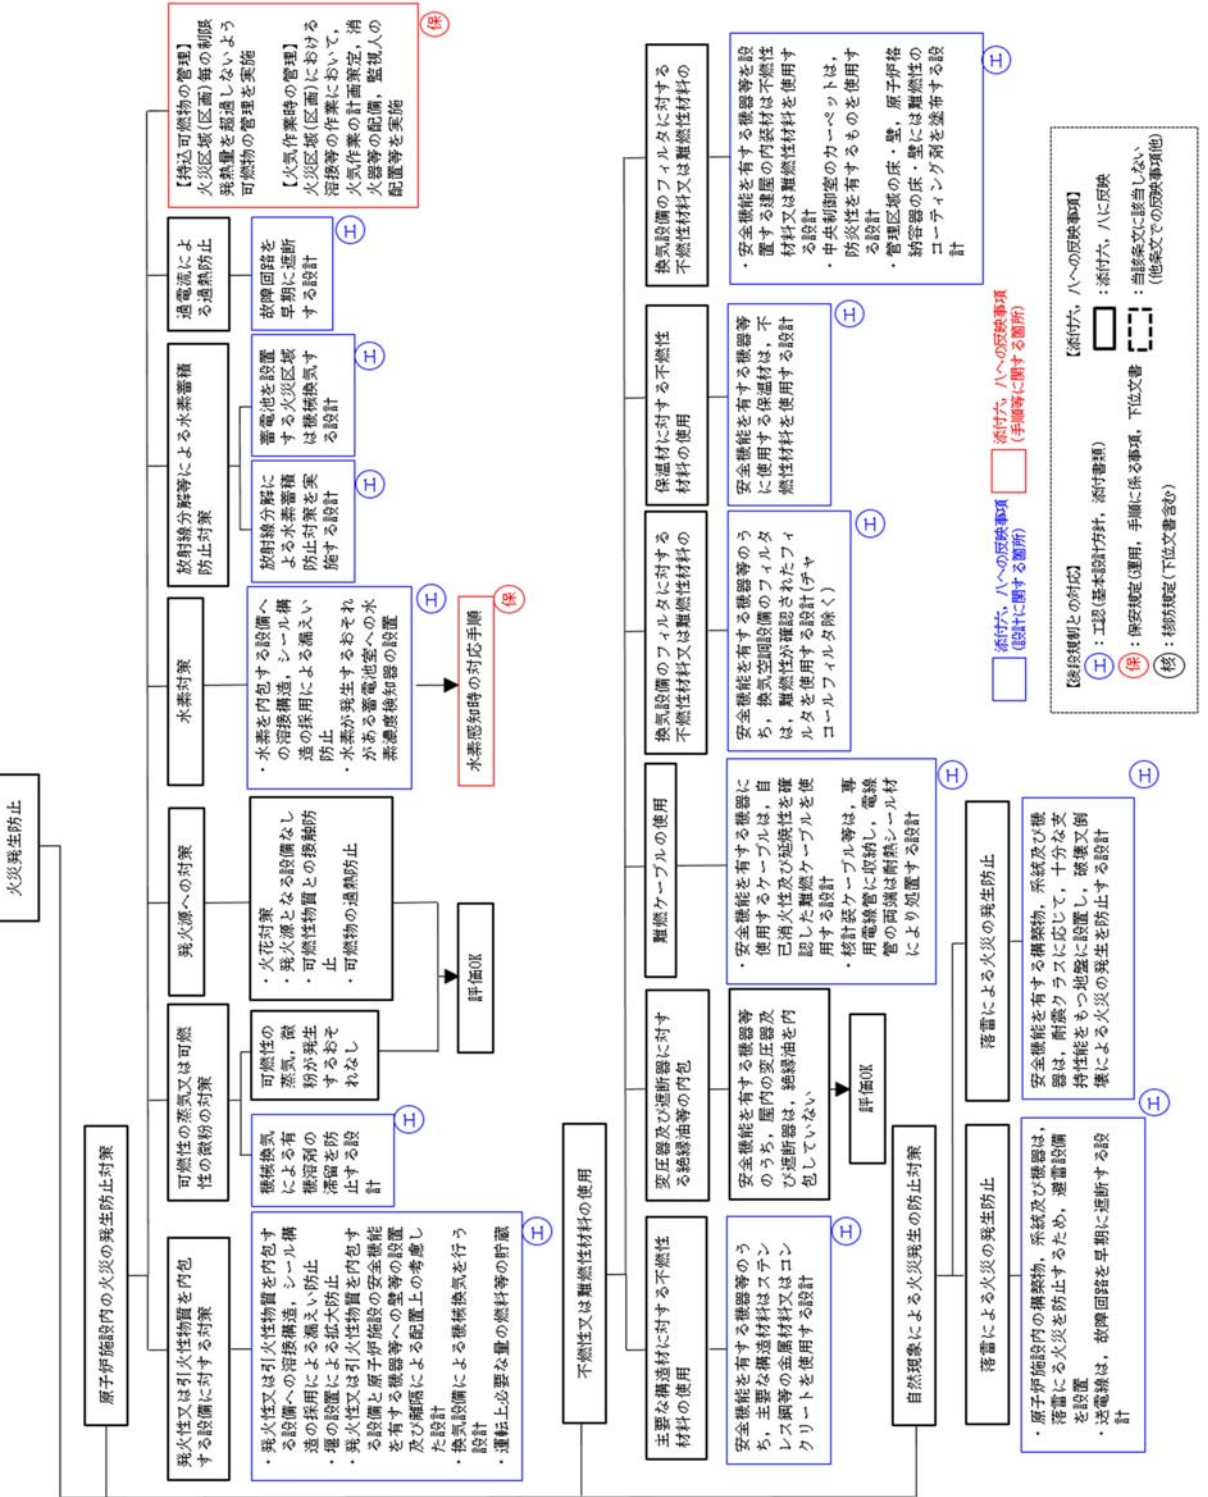 火災発生防止
原子炉施設内の火災の発生防止対策
発火性又は引火性物質を内包
する設備に対する対策
・発火性又は引火性物質を内包す
る設備への溶接構造，シール構
造の採用による漏えい防止
・堰の設置による拡大防止
・発火性又は引火性物質を内包す
る設備と原子炉施設の安全機能
を有する機器等への壁等の設置
及び離隔による配置上の考慮し
た設計
・換気設備による機械換気を行う
設計
・運転上必要な量の燃料等の貯蔵
工
可燃性の蒸気又は可燃
性の微粉の対策
機械換気
による有
機溶剤の
滞留を防
止する設
計
工
可燃性の
蒸気，微
粉が発生
するおそ
れなし
発火源への対策
・火花対策
・発火源となる設備なし
・可燃性物質との接触防
止
・可燃物の過熱防止
評価OK
水素対策
・水素を内包する設備へ
の溶接構造，シール構
造の採用による漏えい
防止
・水素が発生するおそれ
がある蓄電池室への水
素濃度検知器の設置
工
水素感知時の対応手順
保
放射線分解等による水素蓄積
防止対策
放射線分解に
よる水素蓄積
防止対策を実
施する設計
工
蓄電池を設置
する火災区域
は機械換気す
る設計
工
過電流によ
る過熱防止
故障回路を
早期に遮断
する設計
工
【持込可燃物の管理】
火災区域(区画)毎の制限
発熱量を超過しないよう
可燃物の管理を実施
【火気作業時の管理】
火災区域(区画)における
溶接等の作業において，
火気作業の計画策定，消
火器等の配備，監視人の
配置等を実施
保
不燃性又は難燃性材料の使用
主要な構造材に対する不燃性
材料の使用
安全機能を有する機器等のう
ち，主要な構造材料はステン
レス鋼等の金属材料又はコン
クリートを使用する設計
工
変圧器及び遮断器に対す
る絶縁油等の内包
安全機能を有する機器等
のうち，屋内の変圧器及
び遮断器は，絶縁油を内
包していない
評価OK
難燃ケーブルの使用
・安全機能を有する機器に
使用するケーブルは，自
己消火性及び延焼性を確
認した難燃ケーブルを使
用する設計
・核計装ケーブル等は，専
用電線管に収納し，電線
管の両端は耐熱シール材
により処置する設計
工
換気設備のフィルタに対する
不燃性材料又は難燃性材料の
安全機能を有する機器等のう
ち，換気空調設備のフィルタ
は，難燃性が確認されたフィ
ルタを使用する設計(チャ
コールフィルタ除く)
工
保温材に対する不燃性
材料の使用
安全機能を有する機器等
に使用する保温材は，不
燃性材料を使用する設計
工
換気設備のフィルタに対する
不燃性材料又は難燃性材料の
・安全機能を有する機器等を設
置する建屋の内装材は不燃性
材料又は難燃性材料を使用す
る設計
・中央制御室のカーペットは，
防炎性を有するものを使用す
る設計
・管理区域の床・壁，原子炉格
納容器の床・壁には難燃性の
コーティング剤を塗布する設
計
工
自然現象による火災発生の防止対策
落雷による火災の発生防止
・原子炉施設内の構築物，系統及び機器は，
落雷による火災を防止するため，避雷設備
を設置
・送電線は，故障回路を早期に遮断する設
計
工
落雷による火災の発生防止
安全機能を有する構築物，系統及び機
器は，耐震クラスに応じて，十分な支
持性能をもつ地盤に設置し，破壊又倒
壊による火災の発生を防止する設計
工
添付六，八への反映事項
(設計に関する箇所)
添付六，八への反映事項
(手順等に関する箇所)
【後段規制との対応】
工：工認(基本設計方針，添付書類)
保：保安規定(運用，手順に係る事項，下位文書
核：核防規定(下位文書含む)
【添付六，八への反映事項】
：添付六，八に反映
：当該条文に該当しない
(他条文での反映事項他)